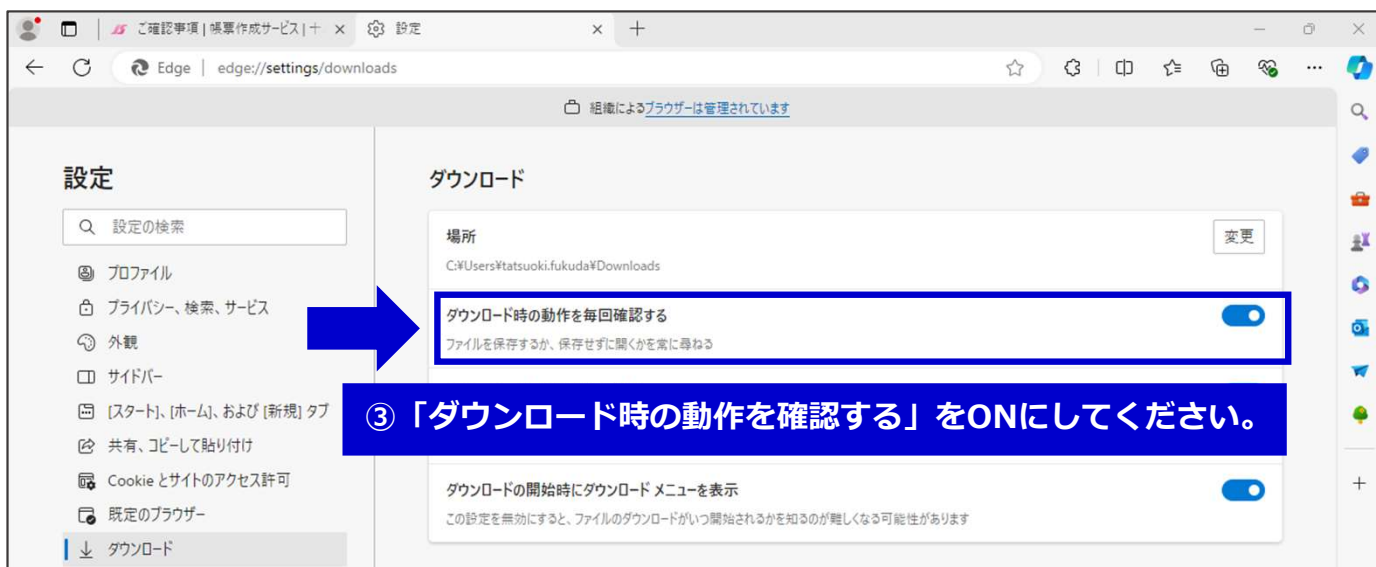 ご確認事項 | 帳票作成サービス | 十
設定
Edge | edge://settings/downloads
組織によるブラウザーは管理されています
設定
設定の検索
プロファイル
プライバシー、検索、サービス
外観
サイドバー
[スタート]、[ホーム]、および [新規] タブ
共有、コピーして貼り付け
Cookie とサイトのアクセス許可
既定のブラウザー
ダウンロード
ダウンロード
場所
変更
C:¥Users¥tatsuoki.fukuda¥Downloads
ダウンロード時の動作を毎回確認する
ファイルを保存するか、保存せずに開くかを常に尋ねる
③「ダウンロード時の動作を確認する」をONにしてください。
ダウンロードの開始時にダウンロード メニューを表示
この設定を無効にすると、ファイルのダウンロードがいつ開始されるかを知るのが難しくなる可能性があります